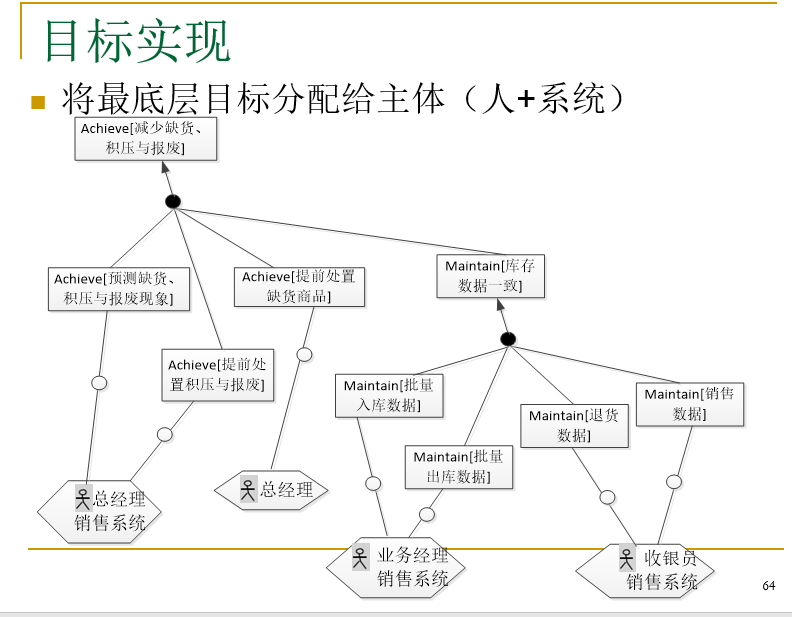 目标实现
将最底层目标分配给主体（人+系统）
Achieve[减少缺货、
积压与报废]
Achieve[预测缺货、
积压与报废现象]
Achieve[提前处置
缺货商品]
Maintain[库存
数据一致]
Achieve[提前处
置积压与报废]
Maintain[批量
入库数据]
Maintain[批量
出库数据]
Maintain[退货
数据]
Maintain[销售
数据]
总经理
销售系统
总经理
业务经理
销售系统
收银员
销售系统
64